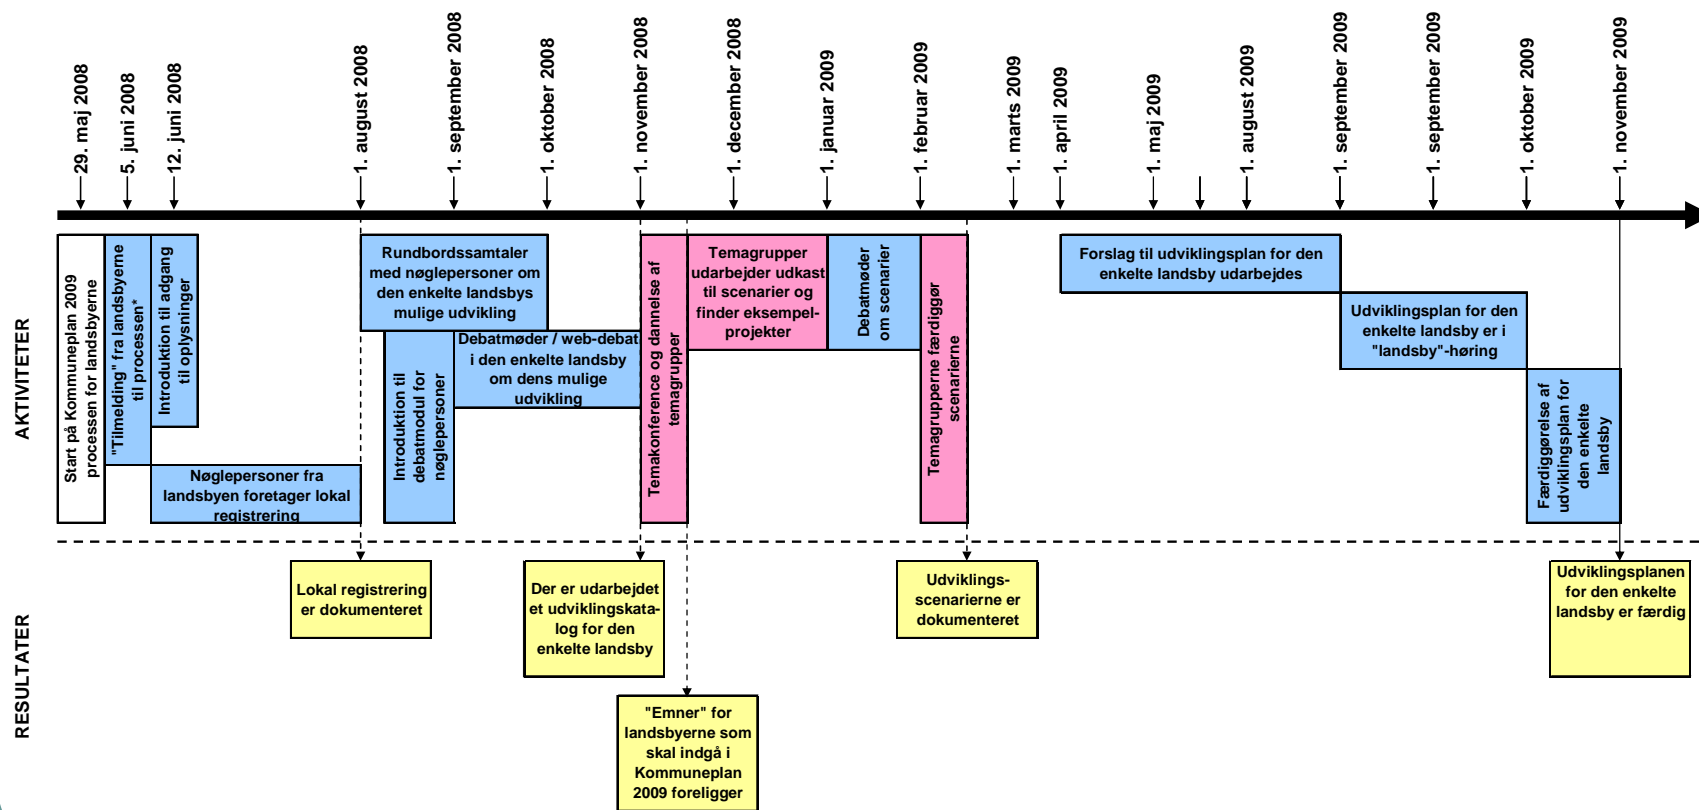 29. maj 2008
5. juni 2008
12. juni 2008
1. august 2008
1. september 2008
1. oktober 2008
1. november 2008
1. december 2008
1. januar 2009
1. februar 2009
1. marts 2009
1. april 2009
1. maj 2009
1. august 2009
1. september 2009
1. september 2009
1. oktober 2009
1. november 2009
AKTIVITETER
Start på Kommuneplan 2009
processen for landsbyerne
"Tilmelding" fra landsbyerne
til processen*
Introduktion til adgang
til oplysninger
Nøglepersoner fra
landsbyen foretager lokal
registrering
Rundbordssamtaler
med nøglepersoner om
den enkelte landsbys
mulige udvikling
Introduktion til
debatmodul for
nøglepersoner
Debatmøder / web-debat
i den enkelte landsby
om dens mulige
udvikling
Temakonference og dannelse af
temagrupper
Temagrupper
udarbejder udkast
til scenarier og
finder eksempel-
projekter
Debatmøder
om scenarier
Temagrupperne færdiggør
scenarierne
Forslag til udviklingsplan for den
enkelte landsby udarbejdes
Udviklingsplan for den
enkelte landsby er i
"landsby"-høring
Færdiggørelse af
udviklingsplan for
den enkelte
landsby
RESULTATER
Lokal registrering
er dokumenteret
Der er udarbejdet
et udviklingskata-
log for den
enkelte landsby
"Emner" for
landsbyerne som
skal indgå i
Kommuneplan
2009 foreligger
Udviklings-
scenarierne er
dokumenteret
Udviklingsplanen
for den enkelte
landsby er færdig